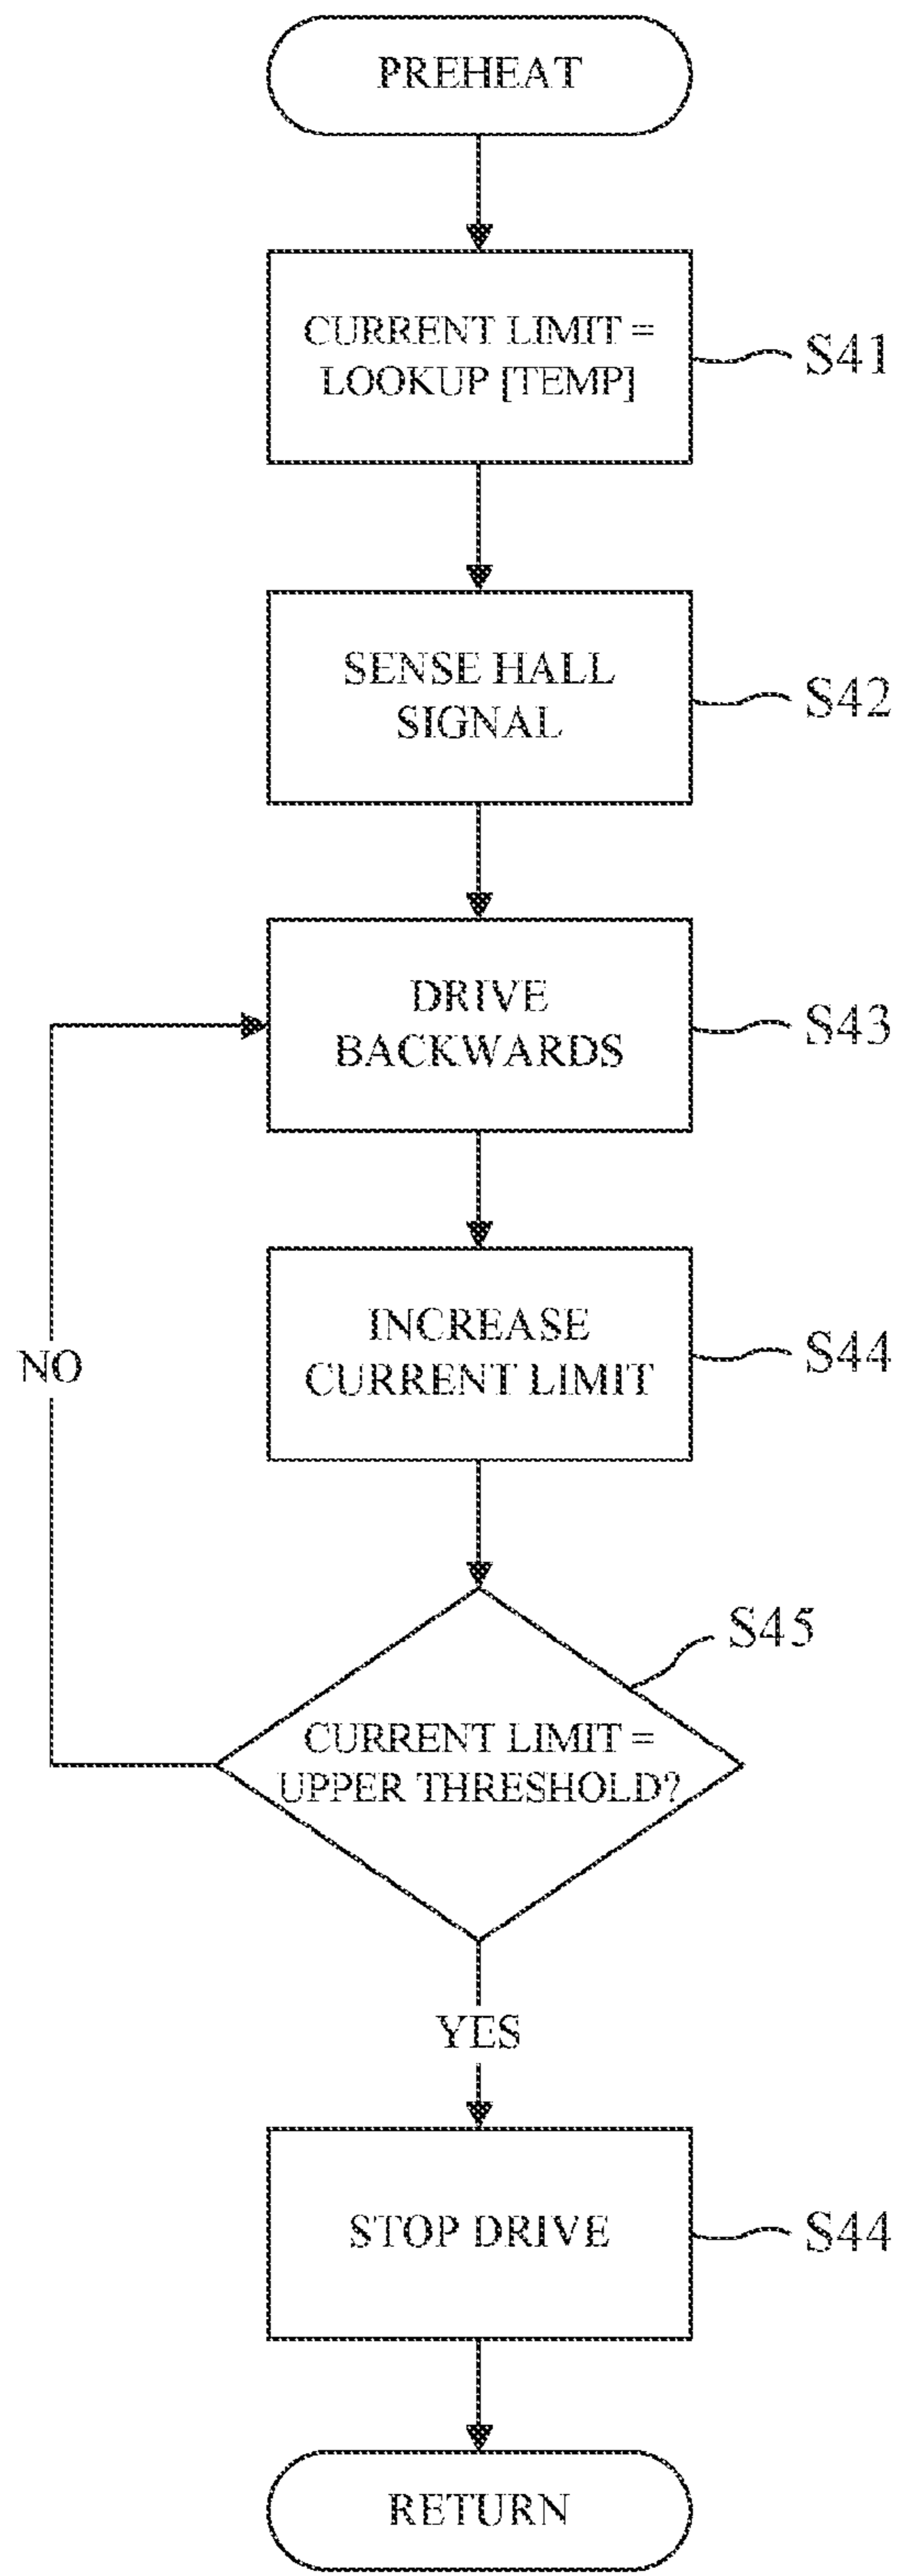 PREHEAT
CURRENT LIMIT =
LOOKUP [TEMP]
S41
SENSE HALL
SIGNAL
S42
DRIVE
BACKWARDS
S43
INCREASE
CURRENT LIMIT
S44
NO
S45
CURRENT LIMIT =
UPPER THRESHOLD?
YES
STOP DRIVE
S44
RETURN